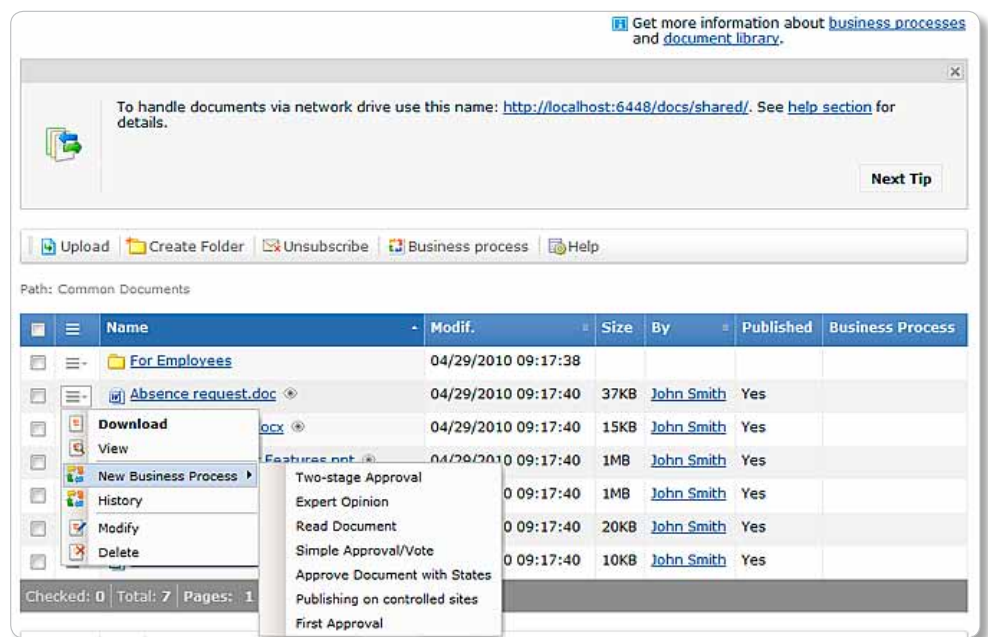 Get more information about business processes
and document library.
To handle documents via network drive use this name: http://localhost:6448/docs/shared/. See help section for
details.
Next Tip
Upload Create Folder Unsubscribe Business process Help
Path: Common Documents
Name Modif. Size By Published Business Process
For Employees 04/29/2010 09:17:38
Absence request.doc 04/29/2010 09:17:40 37KB John Smith Yes
Download ocx 04/29/2010 09:17:40 15KB John Smith Yes
View
Features.ppt 04/29/2010 09:17:40 1MB John Smith Yes
New Business Process
Two-stage Approval
History
Expert Opinion
0 09:17:40 1MB John Smith Yes
Modify
Read Document
0 09:17:40 20KB John Smith Yes
Delete
Simple Approval/Vote
0 09:17:40 10KB John Smith Yes
Approve Document with States
Checked: 0 Total: 7 Pages: 1
Publishing on controlled sites
First Approval